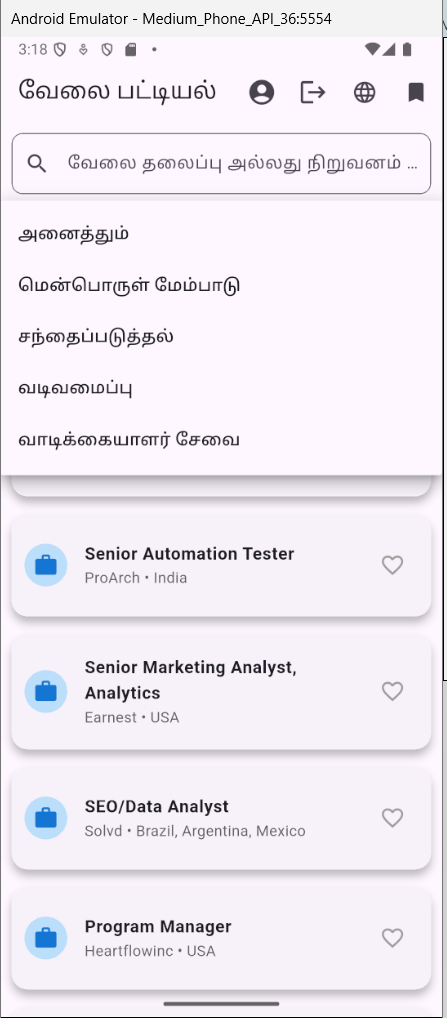 Android Emulator - Medium_Phone_API_36:5554
3:18
வேலை பட்டியல்
வேலை தலைப்பு அல்லது நிறுவனம் ...
அனைத்தும்
மென்பொருள் மேம்பாடு
சந்தைப்படுத்தல்
வடிவமைப்பு
வாடிக்கையாளர் சேவை
Senior Automation Tester
ProArch • India
Senior Marketing Analyst,
Analytics
Earnest • USA
SEO/Data Analyst
Solvd • Brazil, Argentina, Mexico
Program Manager
Heartflowinc • USA